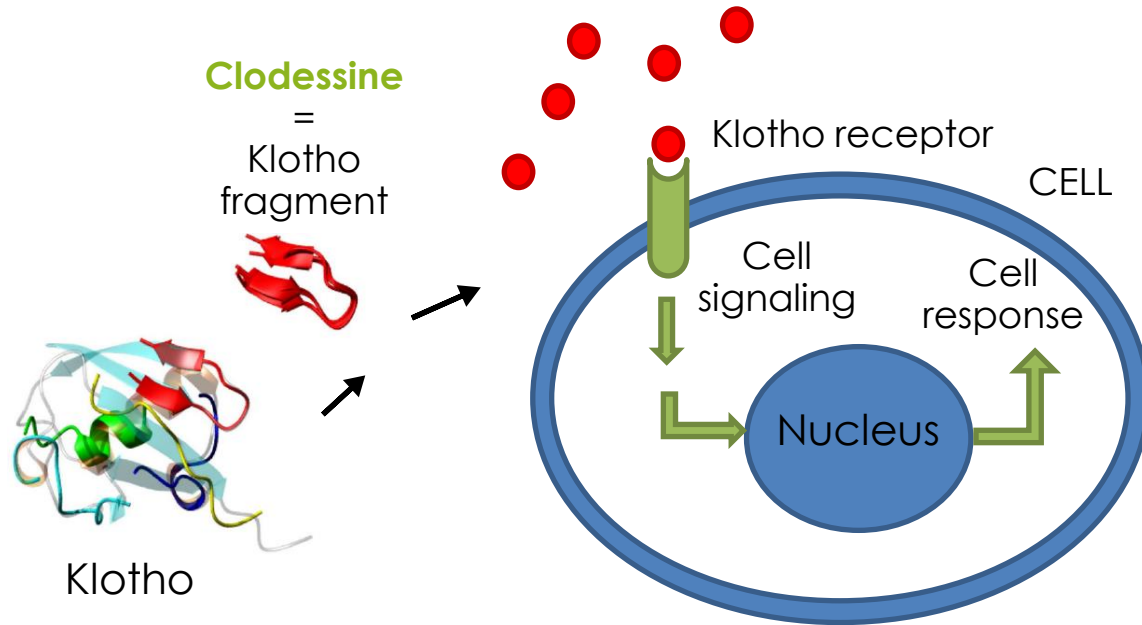 Clodessine
=
Klotho
fragment
Klotho
Klotho receptor
CELL
Cell
signaling
Cell
response
Nucleus